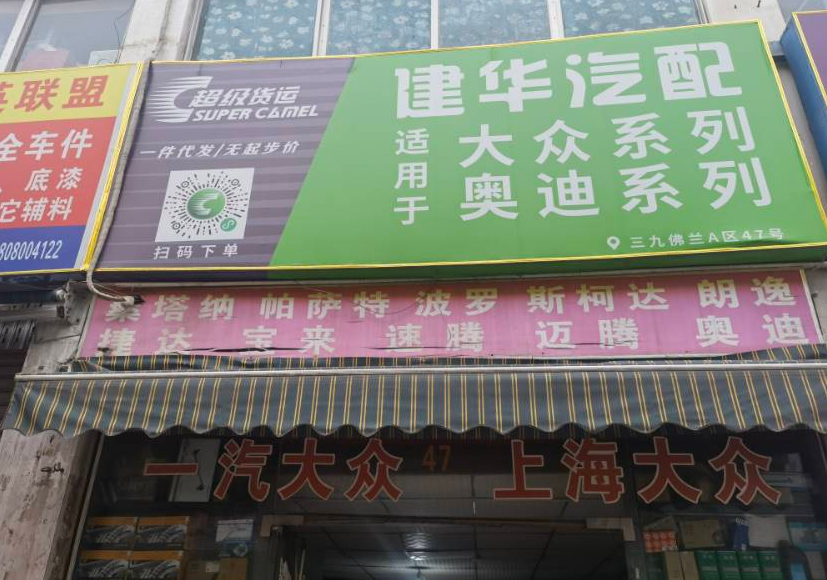 联盟
全车件
、底漆
它辅料
808004122
超级货运
SUPER CAMEL
一件代发/无起步价
扫码下单
建华汽配
适用于
大众系列
奥迪系列
三九佛兰A区47号
桑塔纳 帕萨特 波罗 斯柯达 朗逸
捷达 宝来 速腾 迈腾 奥迪
一汽大众 47 上海大众